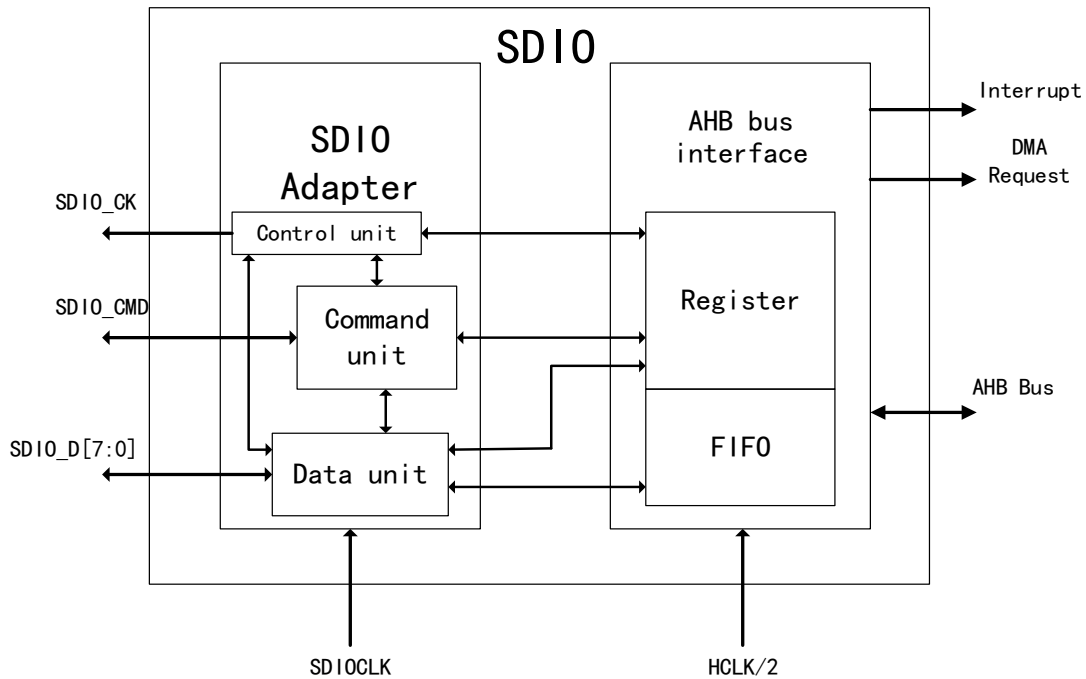 SDIO
SDIO
Adapter
AHB bus
interface
Interrupt
DMA
Request
SDIO_CK
Control unit
SDIO_CMD
Command
unit
Register
AHB Bus
SDIO_D[7:0]
Data unit
FIFO
SDIOCLK
HCLK/2